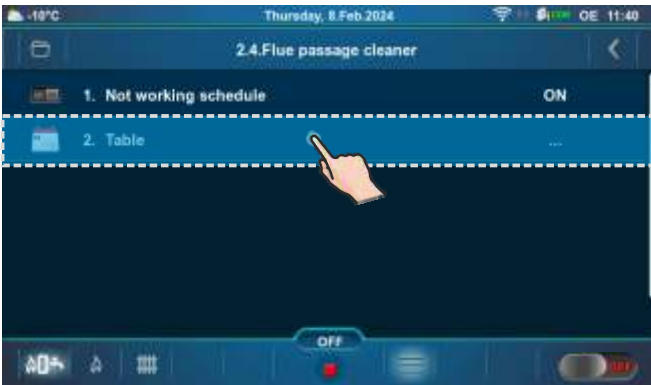 -10°C Thursday, 8.Feb.2024 OE 11:40
2.4.Flue passage cleaner
1. Not working schedule ON
2. Table ...
OFF
OFF